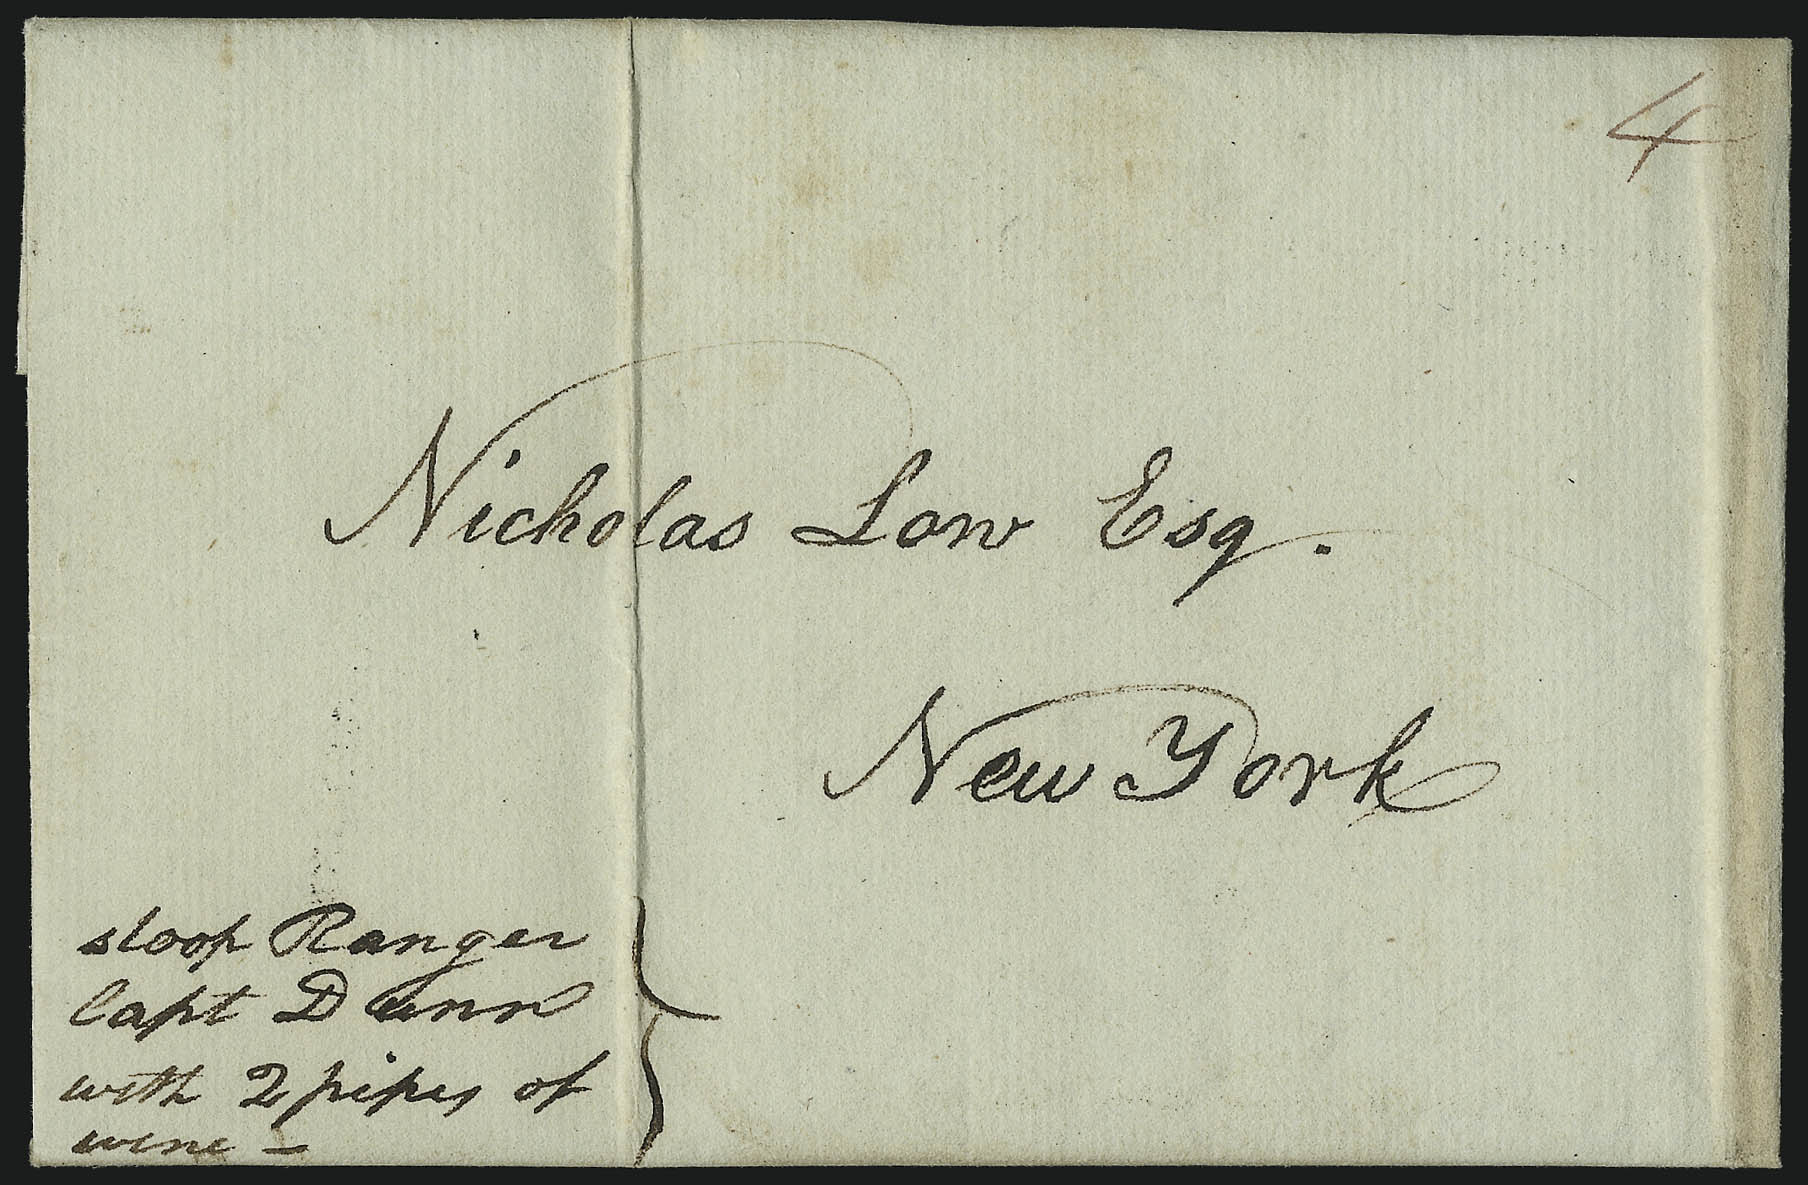 4
Nicholas Low Esq.
New York
sloop Ranger
Capt Dunn
with 2 pipes of
wine —